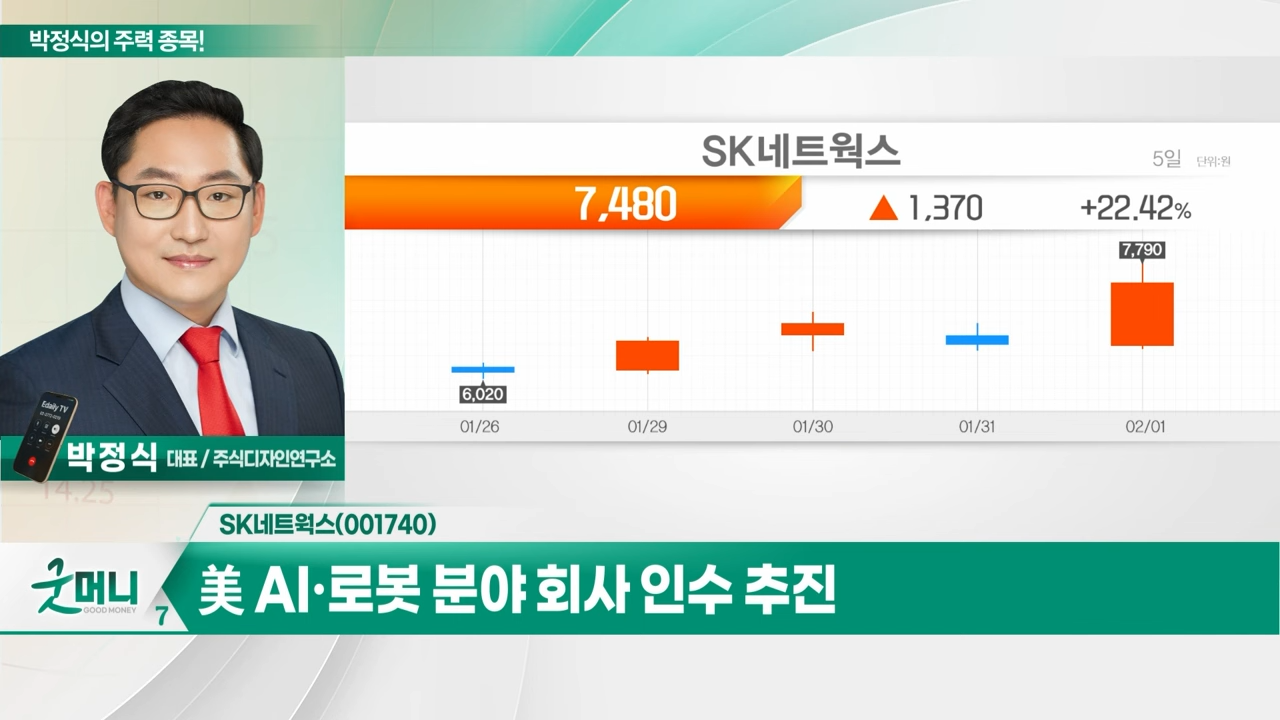 박정식의 주력 종목!
SK네트웍스
5일 단위:원
7,480 ▲ 1,370 +22.42%
7,790
6,020
01/26 01/29 01/30 01/31 02/01
Edaily TV
박정식 대표 / 주식디자인연구소
14.25
SK네트웍스(001740)
굿머니
GOOD MONEY
7
美 AI·로봇 분야 회사 인수 추진